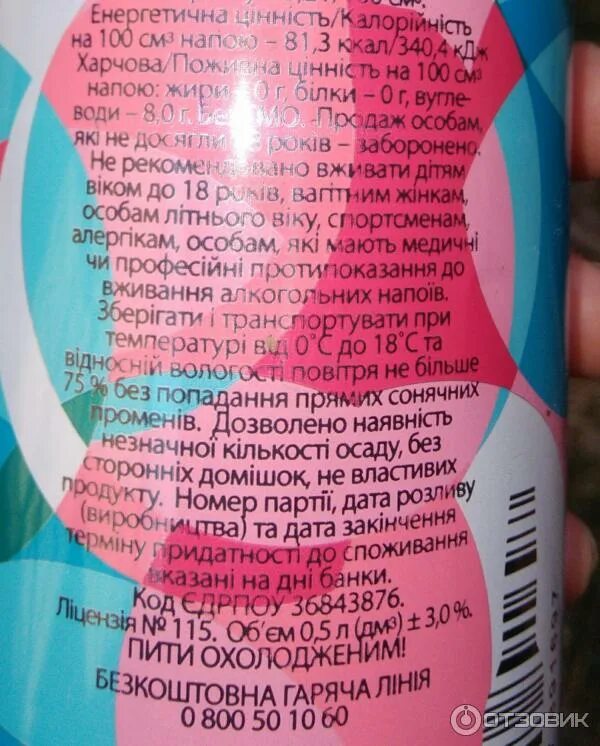 Енергетична цінність/Калорійність
на 100 см³ напою – 81,3 ккал/340,4 кДж
Харчова/Поживна цінність на 100 см³
напою: жири 0 г, білки – 0 г, вугле-
води – 8,0 г. Без ГМО. Продаж особам,
які не досягли 18 років – заборонено.
Не рекомендовано вживати дітям
віком до 18 років, вагітним жінкам,
особам літнього віку, спортсменам,
алергікам, особам, які мають медичні
чи професійні протипоказання до
вживання алкогольних напоїв.
Зберігати і транспортувати при
температурі від 0°С до 18°С та
відносній вологості повітря не більше
75 % без попадання прямих сонячних
променів. Дозволено наявність
незначної кількості осаду, без
сторонніх домішок, не властивих
продукту. Номер партії, дата розливу
(виробництва) та дата закінчення
терміну придатності до споживання
вказані на дні банки.
Код ЄДРПОУ 36843876.
Ліцензія № 115. Об'єм 0,5 л (дм³) ± 3,0%.
ПИТИ ОХОЛОДЖЕНИМ!
БЕЗКОШТОВНА ГАРЯЧА ЛІНІЯ
0 800 50 10 60
ОТЗОВИК